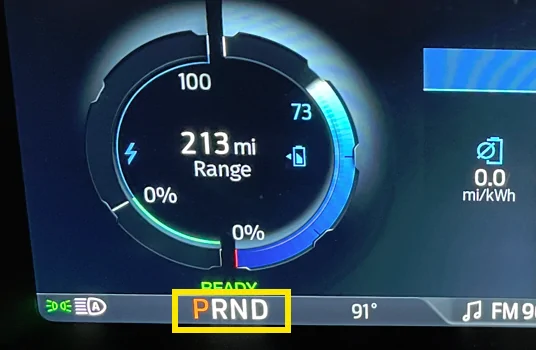 100
73
213 mi
Range
0%
0%
0.0
mi/kWh
READY
A
PRND
91°
FM